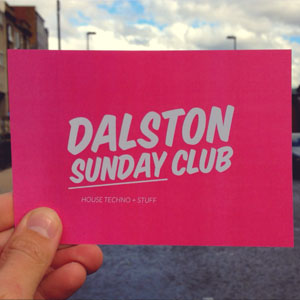 DALSTON
SUNDAY CLUB
HOUSE TECHNO + STUFF